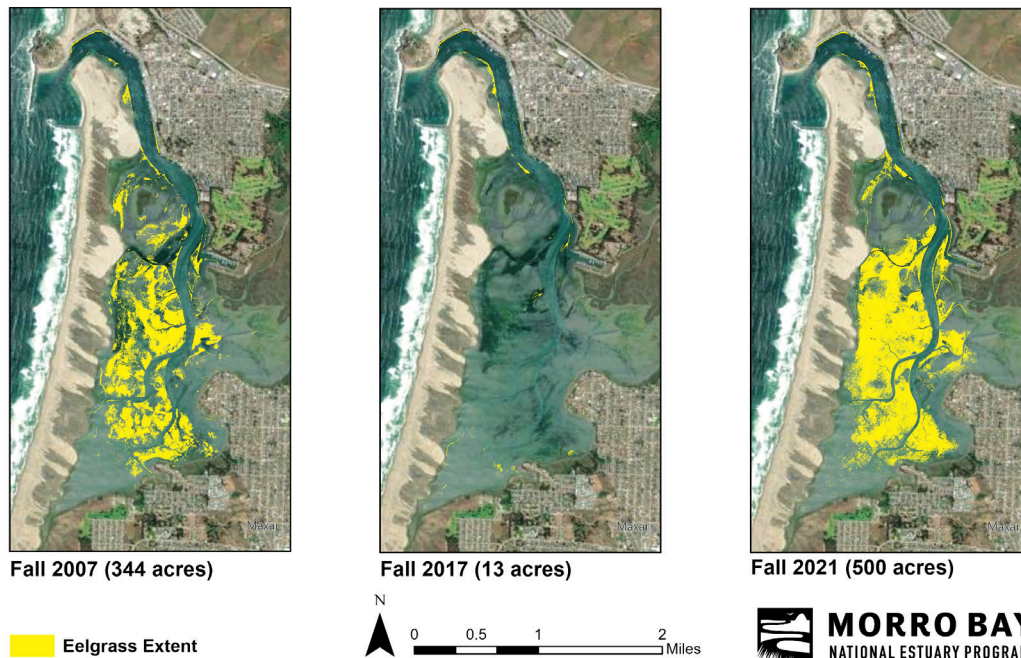 Maxar
Maxar
Maxar
Fall 2007 (344 acres)
Fall 2017 (13 acres)
Fall 2021 (500 acres)
Eelgrass Extent
N
0 0.5 1 2
Miles
MORRO BAY
NATIONAL ESTUARY PROGRAM